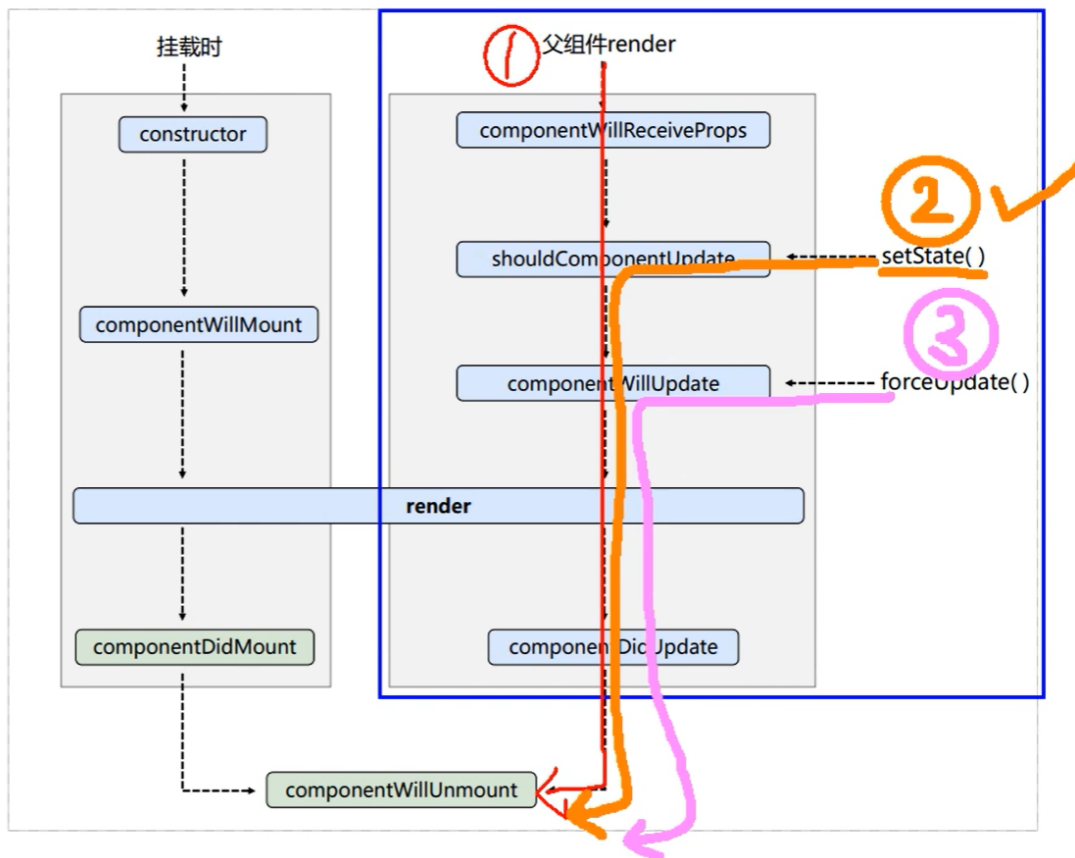 挂载时
constructor
componentWillMount
render
componentDidMount
componentWillUnmount
1
父组件render
componentWillReceiveProps
shouldComponentUpdate
componentWillUpdate
componentDidUpdate
2
setState( )
3
forceUpdate( )